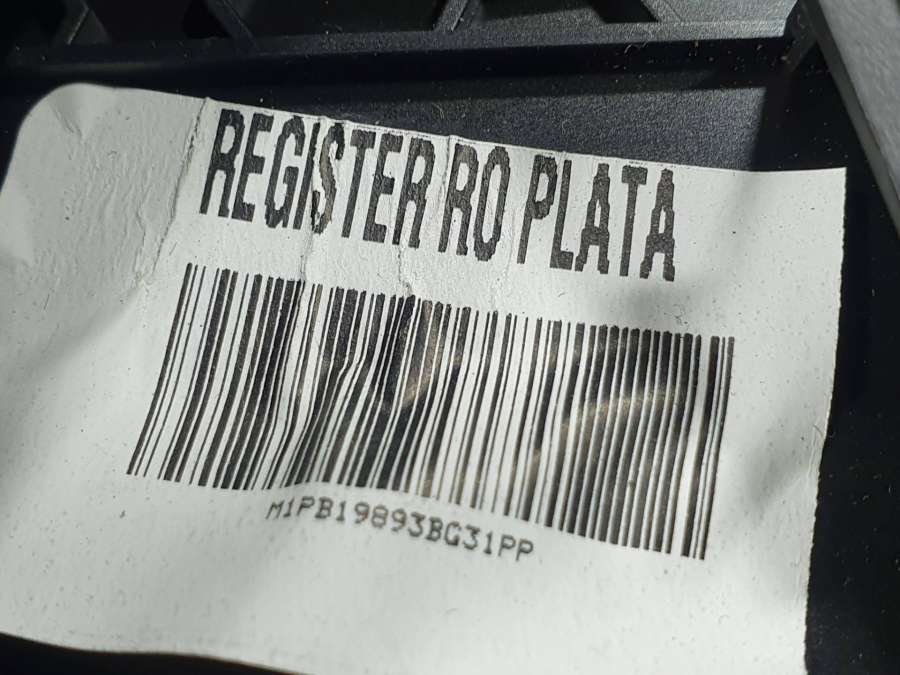 REGISTER RO PLATA
M1PB19893BG31PP